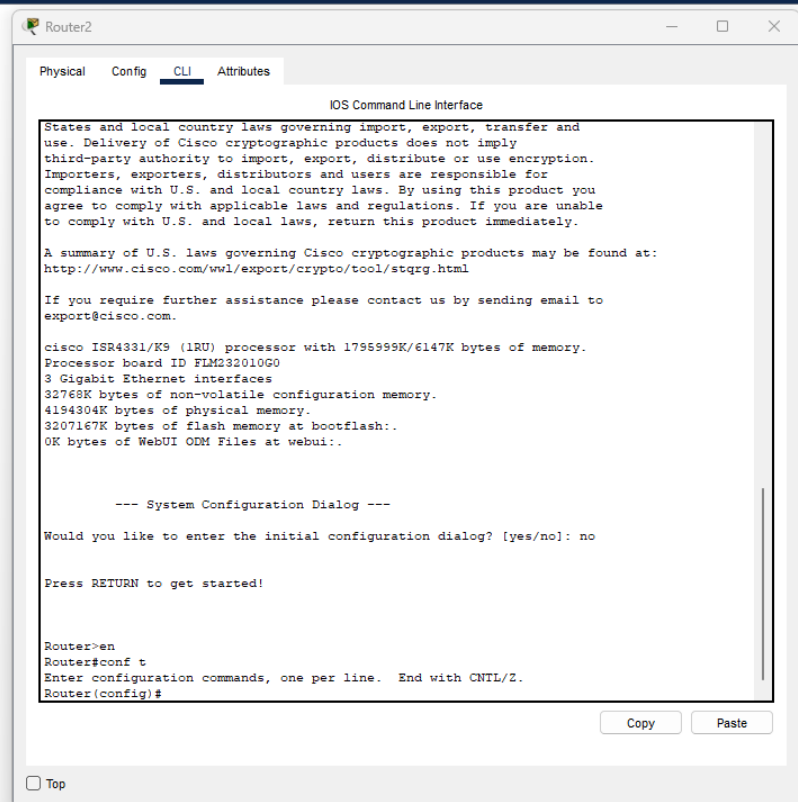 Router2
Physical Config CLI Attributes
IOS Command Line Interface
States and local country laws governing import, export, transfer and
use. Delivery of Cisco cryptographic products does not imply
third-party authority to import, export, distribute or use encryption.
Importers, exporters, distributors and users are responsible for
compliance with U.S. and local country laws. By using this product you
agree to comply with applicable laws and regulations. If you are unable
to comply with U.S. and local laws, return this product immediately.
A summary of U.S. laws governing Cisco cryptographic products may be found at:
http://www.cisco.com/wwl/export/crypto/tool/stqrg.html
If you require further assistance please contact us by sending email to
export@cisco.com.
cisco ISR4331/K9 (1RU) processor with 1795999K/6147K bytes of memory.
Processor board ID FLM232010G0
3 Gigabit Ethernet interfaces
32768K bytes of non-volatile configuration memory.
4194304K bytes of physical memory.
3207167K bytes of flash memory at bootflash:.
0K bytes of WebUI ODM Files at webui:.
--- System Configuration Dialog ---
Would you like to enter the initial configuration dialog? [yes/no]: no
Press RETURN to get started!
Router>en
Router#conf t
Enter configuration commands, one per line.  End with CNTL/Z.
Router(config)#
Copy Paste
Top